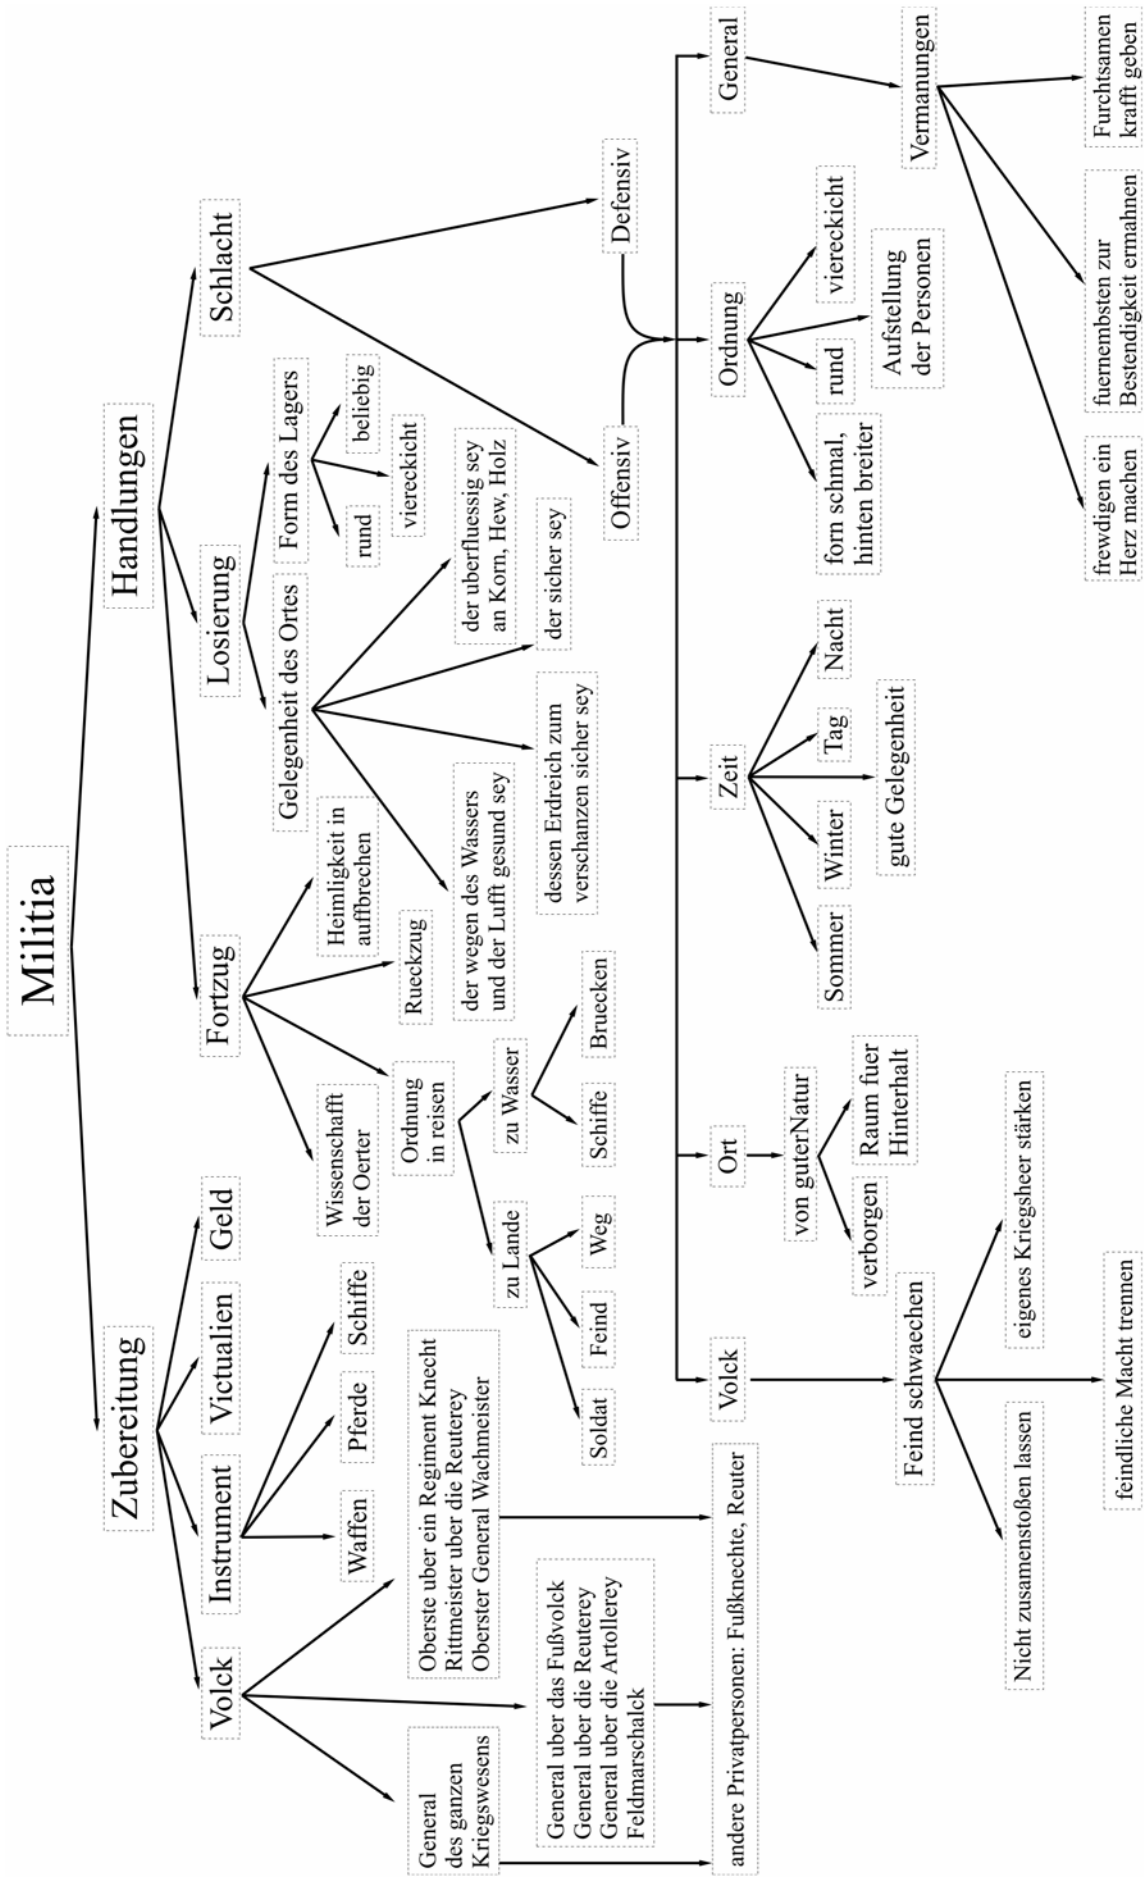 Militia
Zubereitung
Handlungen
Volck
Instrument
Victualien
Geld
Fortzug
Losierung
Schlacht
Gelegenheit des Ortes
Form des Lagers
Waffen
Pferde
Schiffe
Wissenschafft
der Oerter
Heimligkeit in
auffbrechen
rund
beliebig
viereckicht
General
des ganzen
Kriegswesens
Oberste uber ein Regiment Knecht
Rittmeister uber die Reuterey
Oberster General Wachmeister
Ordnung
in reisen
Rueckzug
der wegen des Wassers
und der Lufft gesund sey
der uberfluessig sey
an Korn, Hew, Holz
zu Lande
zu Wasser
dessen Erdreich zum
verschanzen sicher sey
der sicher sey
General uber das Fußvolck
General uber die Reuterey
General uber die Artollerey
Feldmarschalck
Soldat
Feind
Weg
Schiffe
Bruecken
Offensiv
Defensiv
andere Privatpersonen: Fußknechte, Reuter
Volck
Ort
Zeit
Ordnung
General
von guterNatur
Sommer
Winter
Tag
Nacht
gute Gelegenheit
forn schmal,
hinten breiter
rund
viereckicht
Aufstellung
der Personen
verborgen
Raum fuer
Hinterhalt
Feind schwaechen
Vermanungen
Nicht zusamenstoßen lassen
eigenes Kriegsheer stärken
feindliche Macht trennen
frewdigen ein
Herz machen
fuernembsten zur
Bestendigkeit ermahnen
Furchtsamen
krafft geben